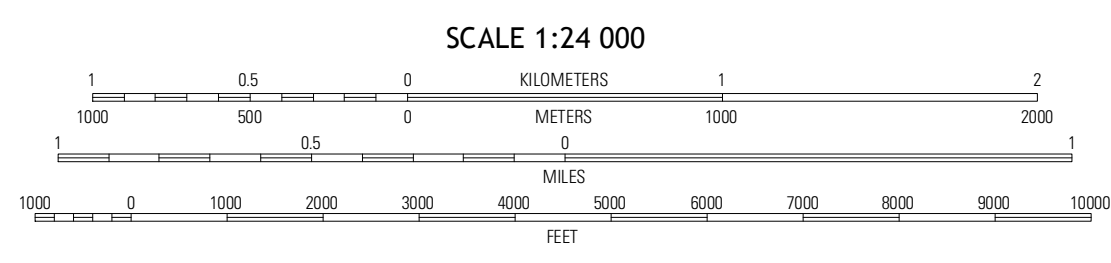 SCALE 1:24 000
1 0.5 0 KILOMETERS 1 2
1000 500 0 METERS 1000 2000
1 0.5 0 1
MILES
1000 0 1000 2000 3000 4000 5000 6000 7000 8000 9000 10000
FEET